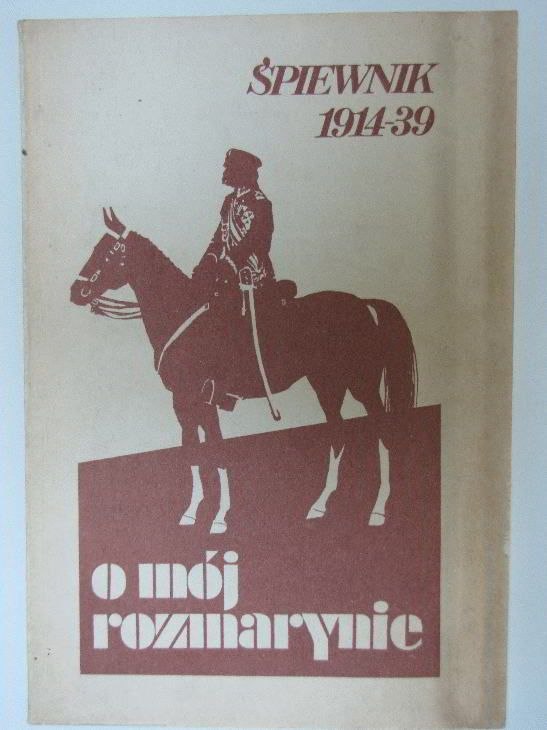 ŚPIEWNIK
1914-39
o mój
rozmarynie